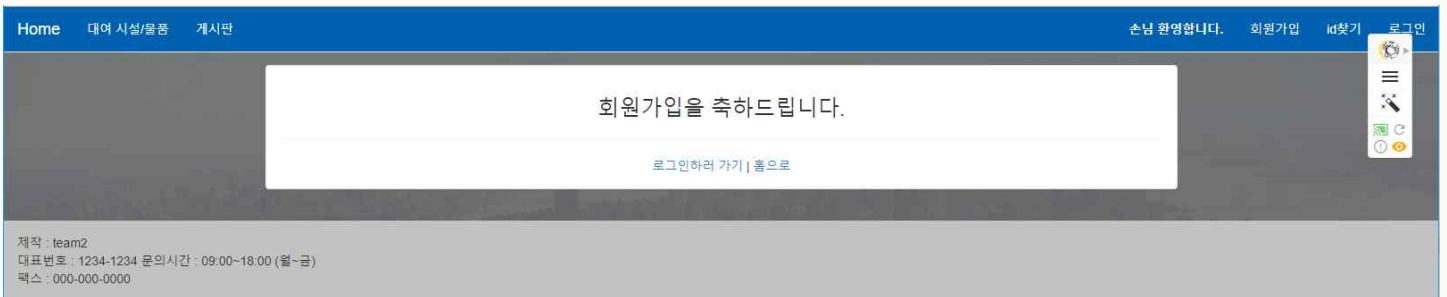 Home 대여 시설/물품 게시판 손님 환영합니다. 회원가입 id찾기 로그인
회원가입을 축하드립니다.
로그인하러 가기 | 홈으로
제작 : team2
대표번호 : 1234-1234 문의시간 : 09:00~18:00 (월~금)
팩스 : 000-000-0000